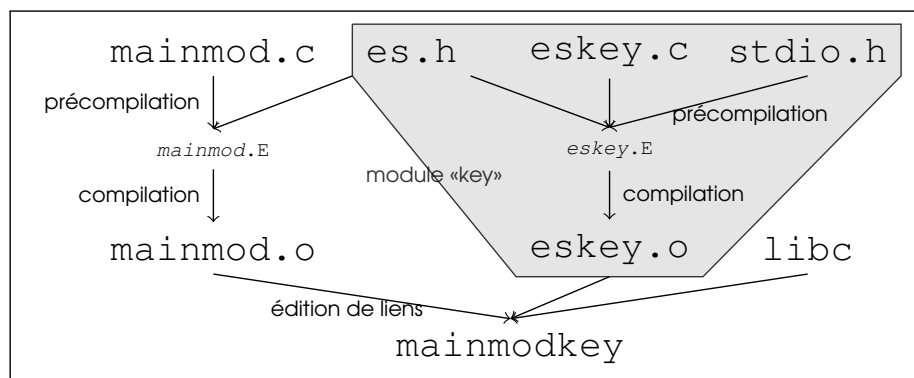 mainmod.c es.h eskey.c stdio.h
précompilation précompilation
mainmod.E eskey.E
module «key»
compilation compilation
mainmod.o eskey.o libc
édition de liens
mainmodkey